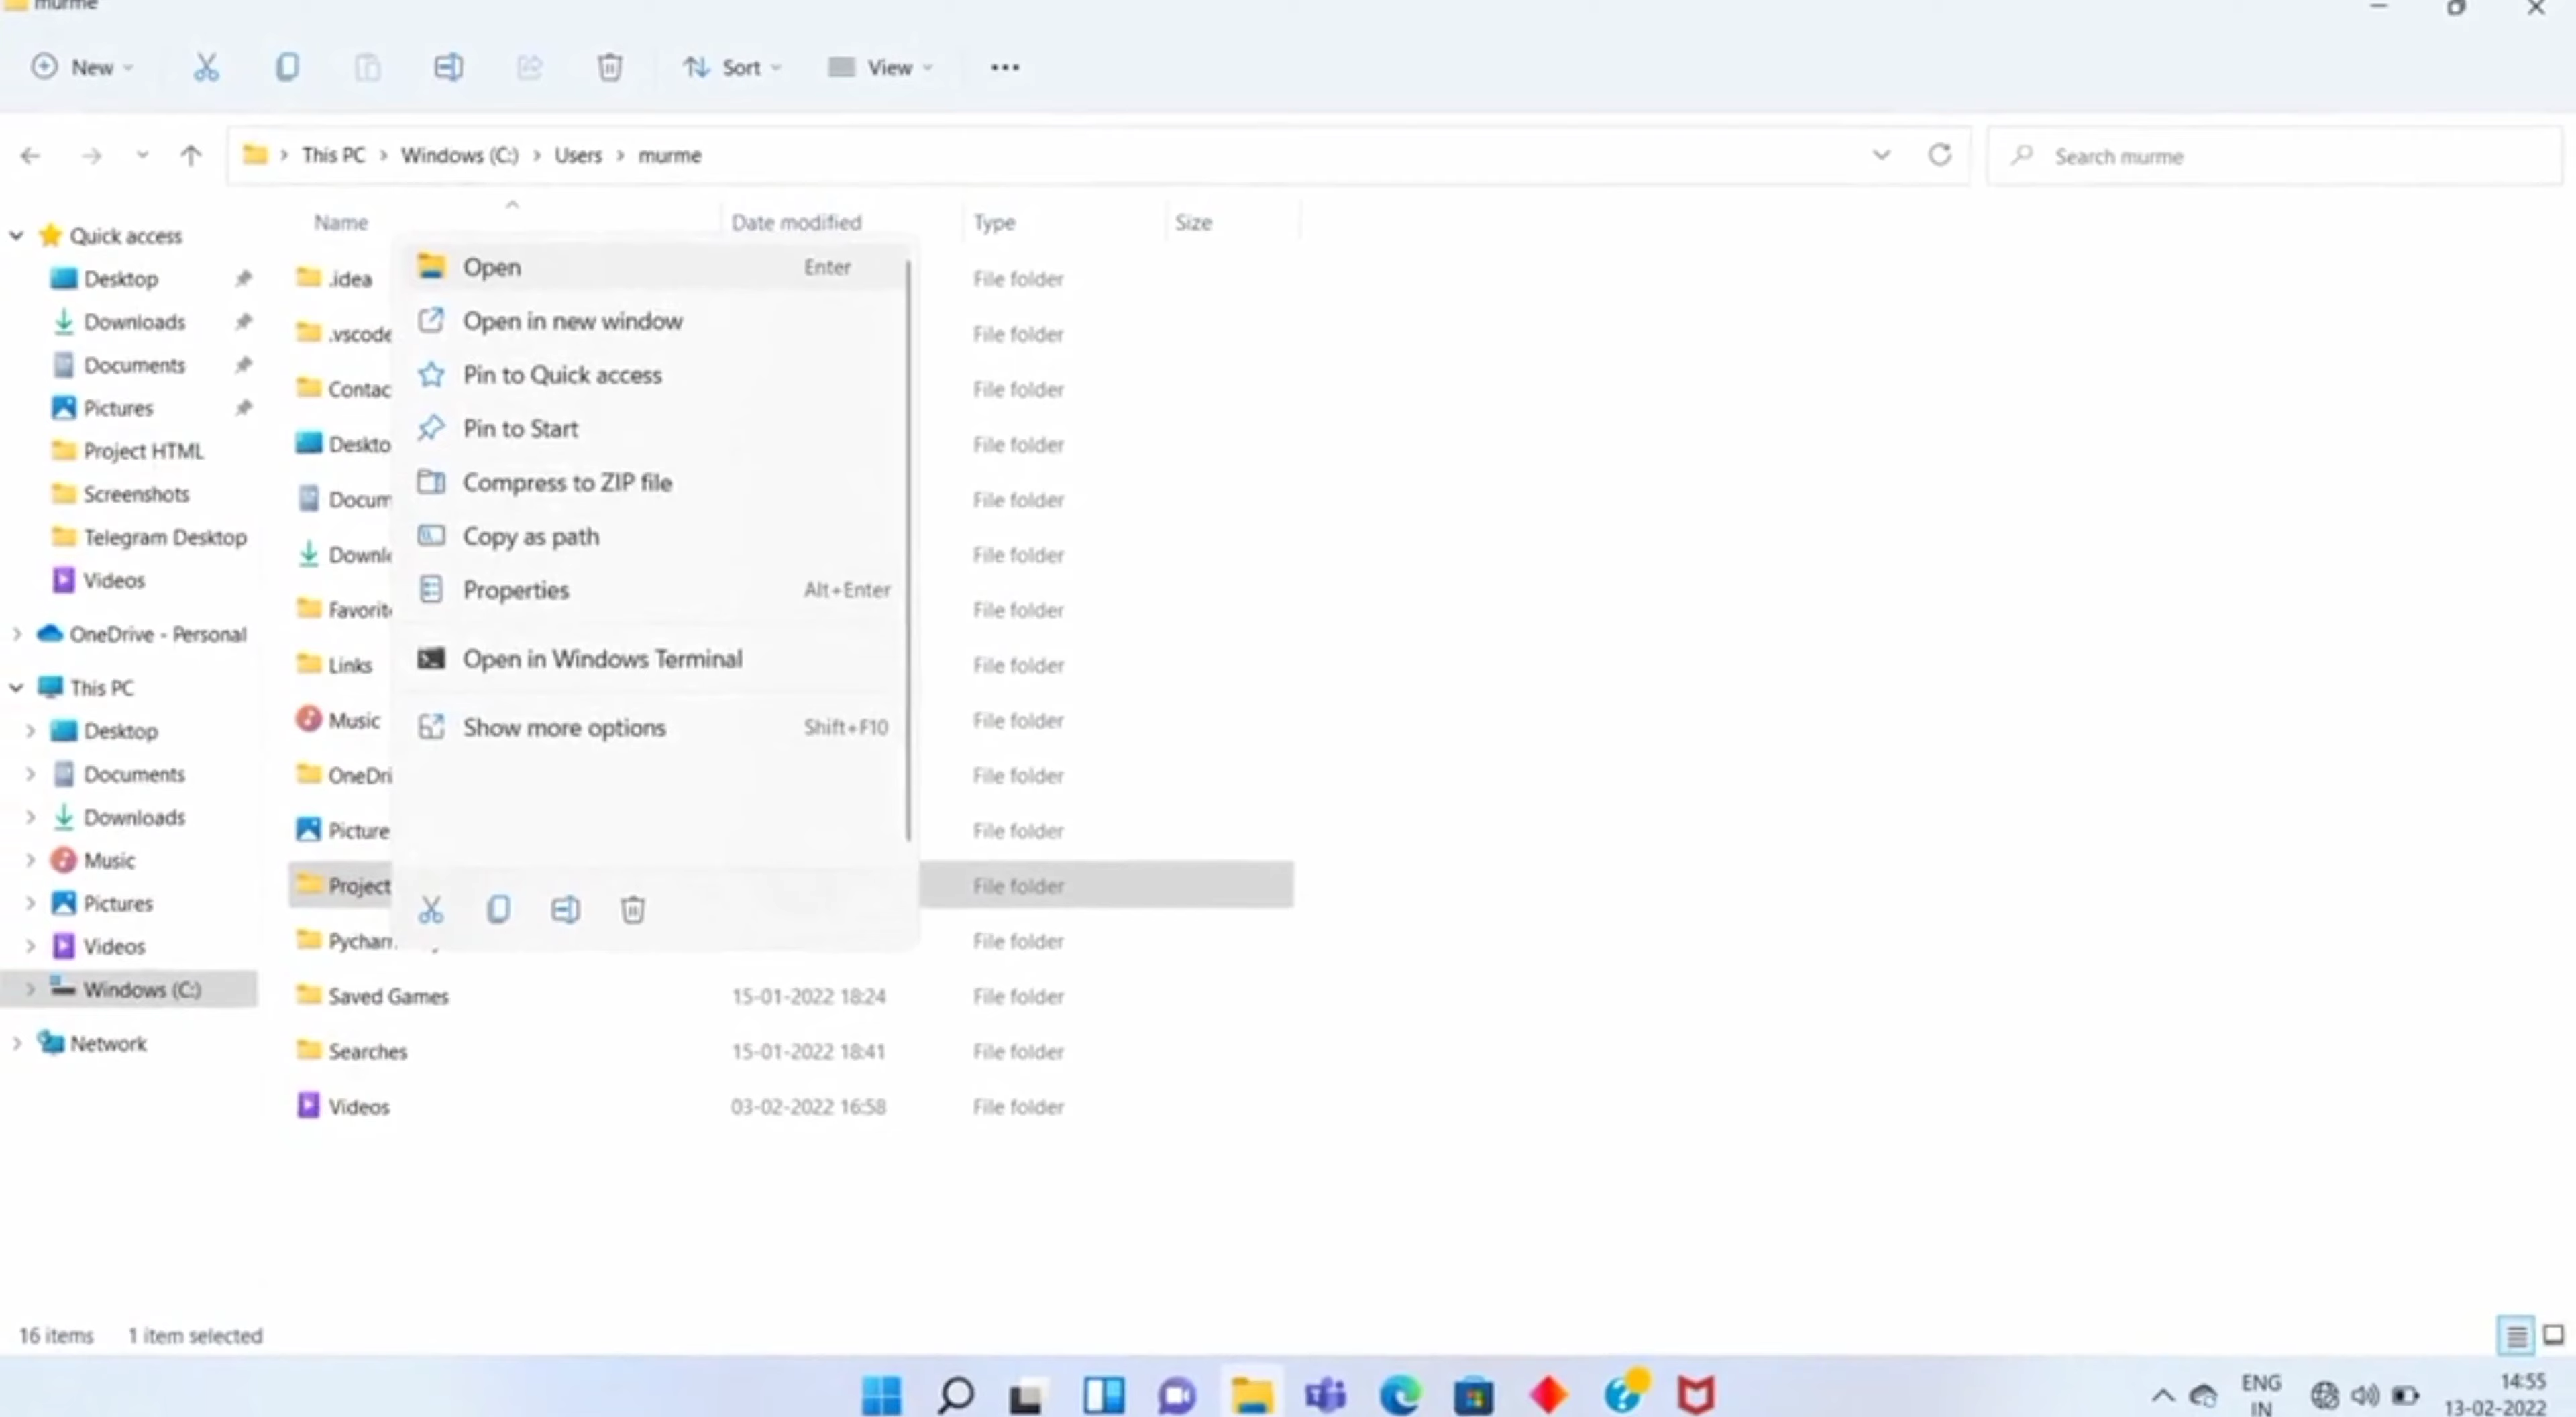 murme
New
Sort
View
This PC > Windows (C:) > Users > murme
Search murme
Name
Date modified
Type
Size
Quick access
Desktop
Downloads
Documents
Pictures
Project HTML
Screenshots
Telegram Desktop
Videos
OneDrive - Personal
This PC
Desktop
Documents
Downloads
Music
Pictures
Videos
Windows (C:)
Network
.idea
File folder
.vscode
File folder
Contac
File folder
Deskto
File folder
Docum
File folder
Downl
File folder
Favorit
File folder
Links
File folder
Music
File folder
OneDri
File folder
Picture
File folder
Project
File folder
Pychar
File folder
Saved Games 15-01-2022 18:24 File folder
Searches 15-01-2022 18:41 File folder
Videos 03-02-2022 16:58 File folder
Open Enter
Open in new window
Pin to Quick access
Pin to Start
Compress to ZIP file
Copy as path
Properties Alt+Enter
Open in Windows Terminal
Show more options Shift+F10
16 items 1 item selected
ENG
IN
14:55
13-02-2022